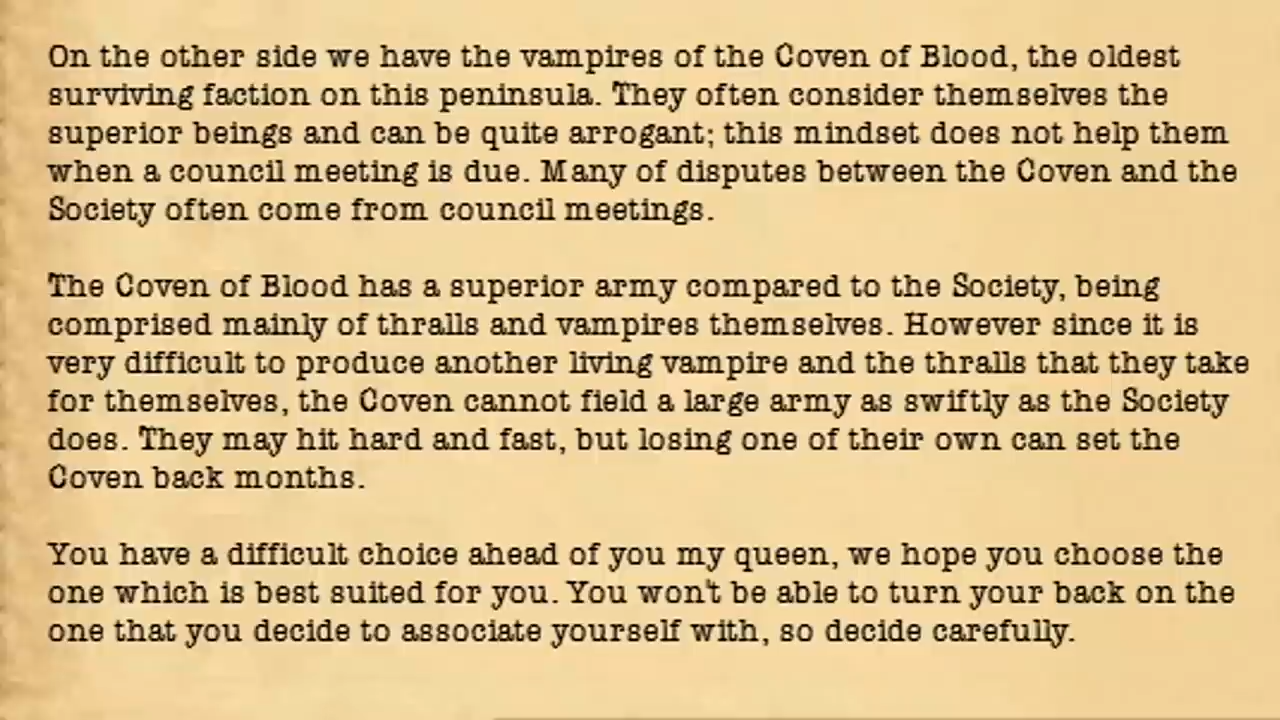 On the other side we have the vampires of the Coven of Blood, the oldest
surviving faction on this peninsula. They often consider themselves the
superior beings and can be quite arrogant; this mindset does not help them
when a council meeting is due. Many of disputes between the Coven and the
Society often come from council meetings.

The Coven of Blood has a superior army compared to the Society, being
comprised mainly of thralls and vampires themselves. However since it is
very difficult to produce another living vampire and the thralls that they take
for themselves, the Coven cannot field a large army as swiftly as the Society
does. They may hit hard and fast, but losing one of their own can set the
Coven back months.

You have a difficult choice ahead of you my queen, we hope you choose the
one which is best suited for you. You won't be able to turn your back on the
one that you decide to associate yourself with, so decide carefully.